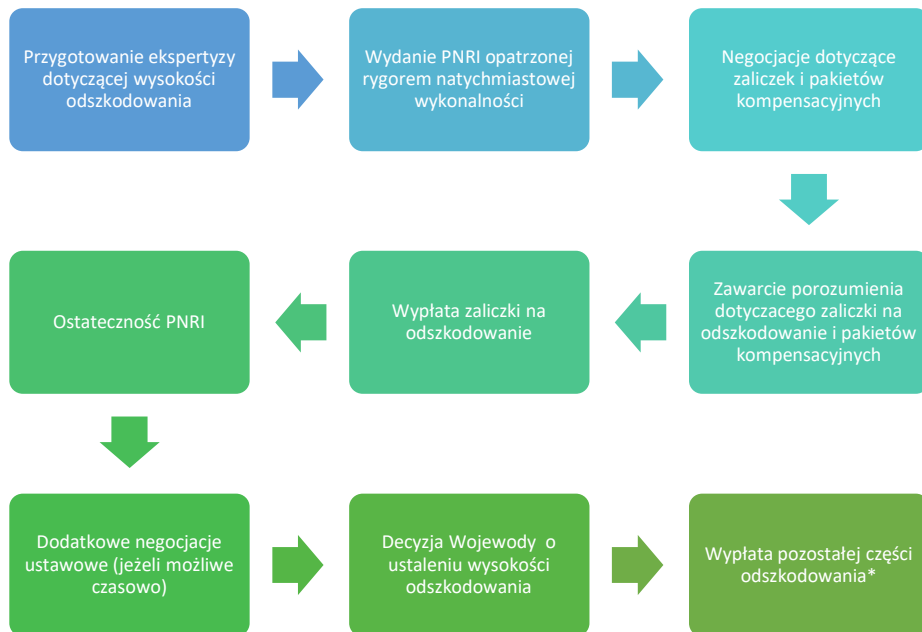 Przygotowanie ekspertyzy
dotyczącej wysokości
odszkodowania
Wydanie PNRI opatrzonej
rygorem natychmiastowej
wykonalności
Negocjacje dotyczące
zaliczek i pakietów
kompensacyjnych
Zawarcie porozumienia
dotyczacego zaliczki na
odszkodowanie i pakietów
kompensacyjnych
Wypłata zaliczki na
odszkodowanie
Ostateczność PNRI
Dodatkowe negocjacje
ustawowe (jeżeli możliwe
czasowo)
Decyzja Wojewody o
ustaleniu wysokości
odszkodowania
Wypłata pozostałej części
odszkodowania*